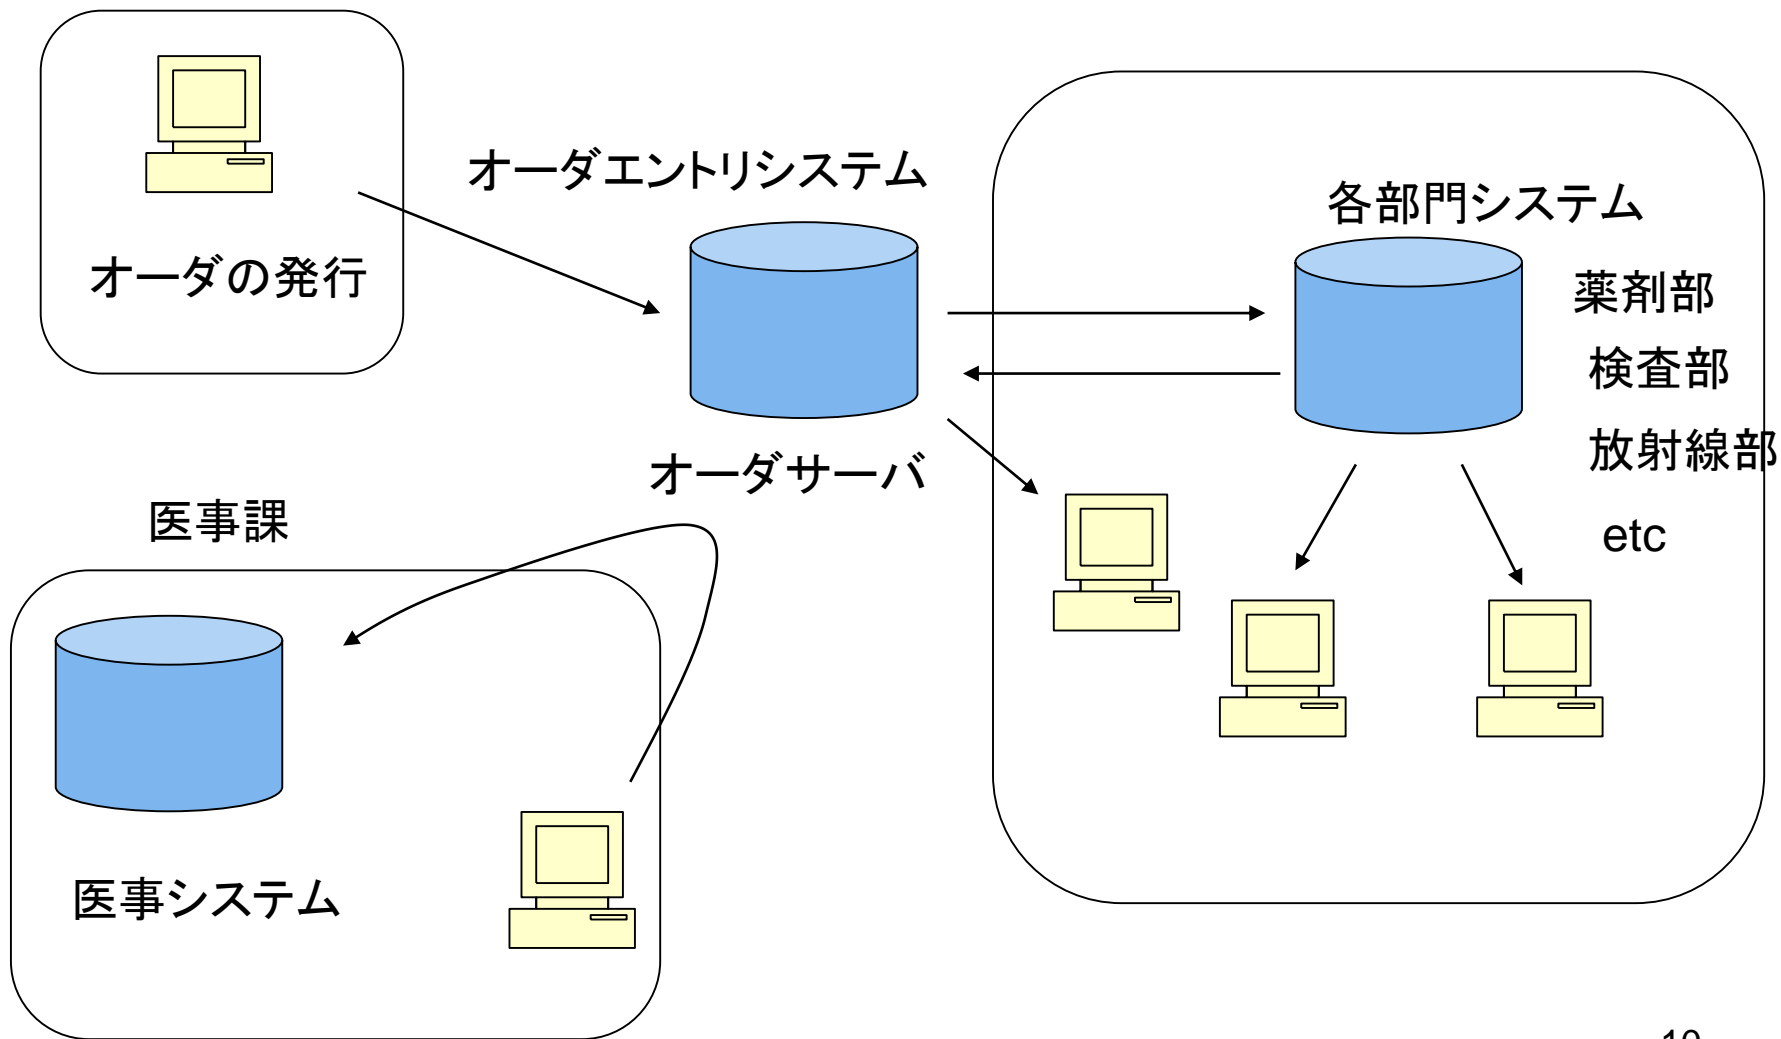 オーダの発行
オーダエントリシステム
オーダサーバ
各部門システム
薬剤部
検査部
放射線部
etc
医事課
医事システム